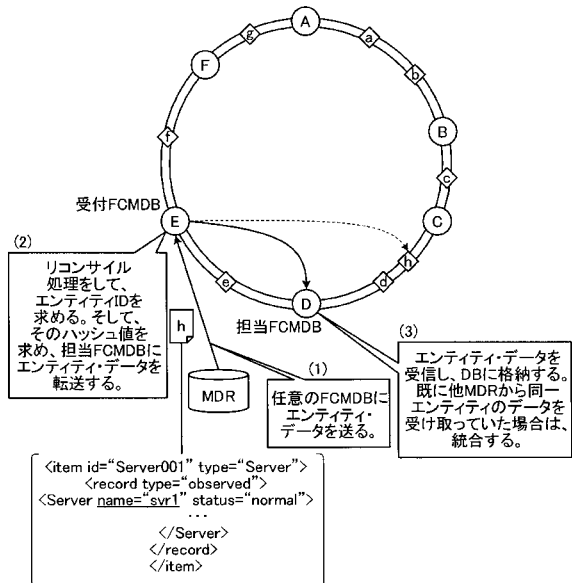 A
g
a
F
b
B
f
c
受付FCMDB
E
C
h
(2)
リコンサイル
処理をして、
エンティティIDを
求める。そして、
そのハッシュ値を
求め、担当FCMDBに
エンティティ・データを
転送する。
e
d
D
担当FCMDB
h
MDR
(1)
任意のFCMDBに
エンティティ・
データを送る。
(3)
エンティティ・データを
受信し、DBに格納する。
既に他MDRから同一
エンティティのデータを
受け取っていた場合は、
統合する。
<item id="Server001" type="Server">
<record type="observed">
<Server name="svr1" status="normal">
...
</Server>
</record>
</item>